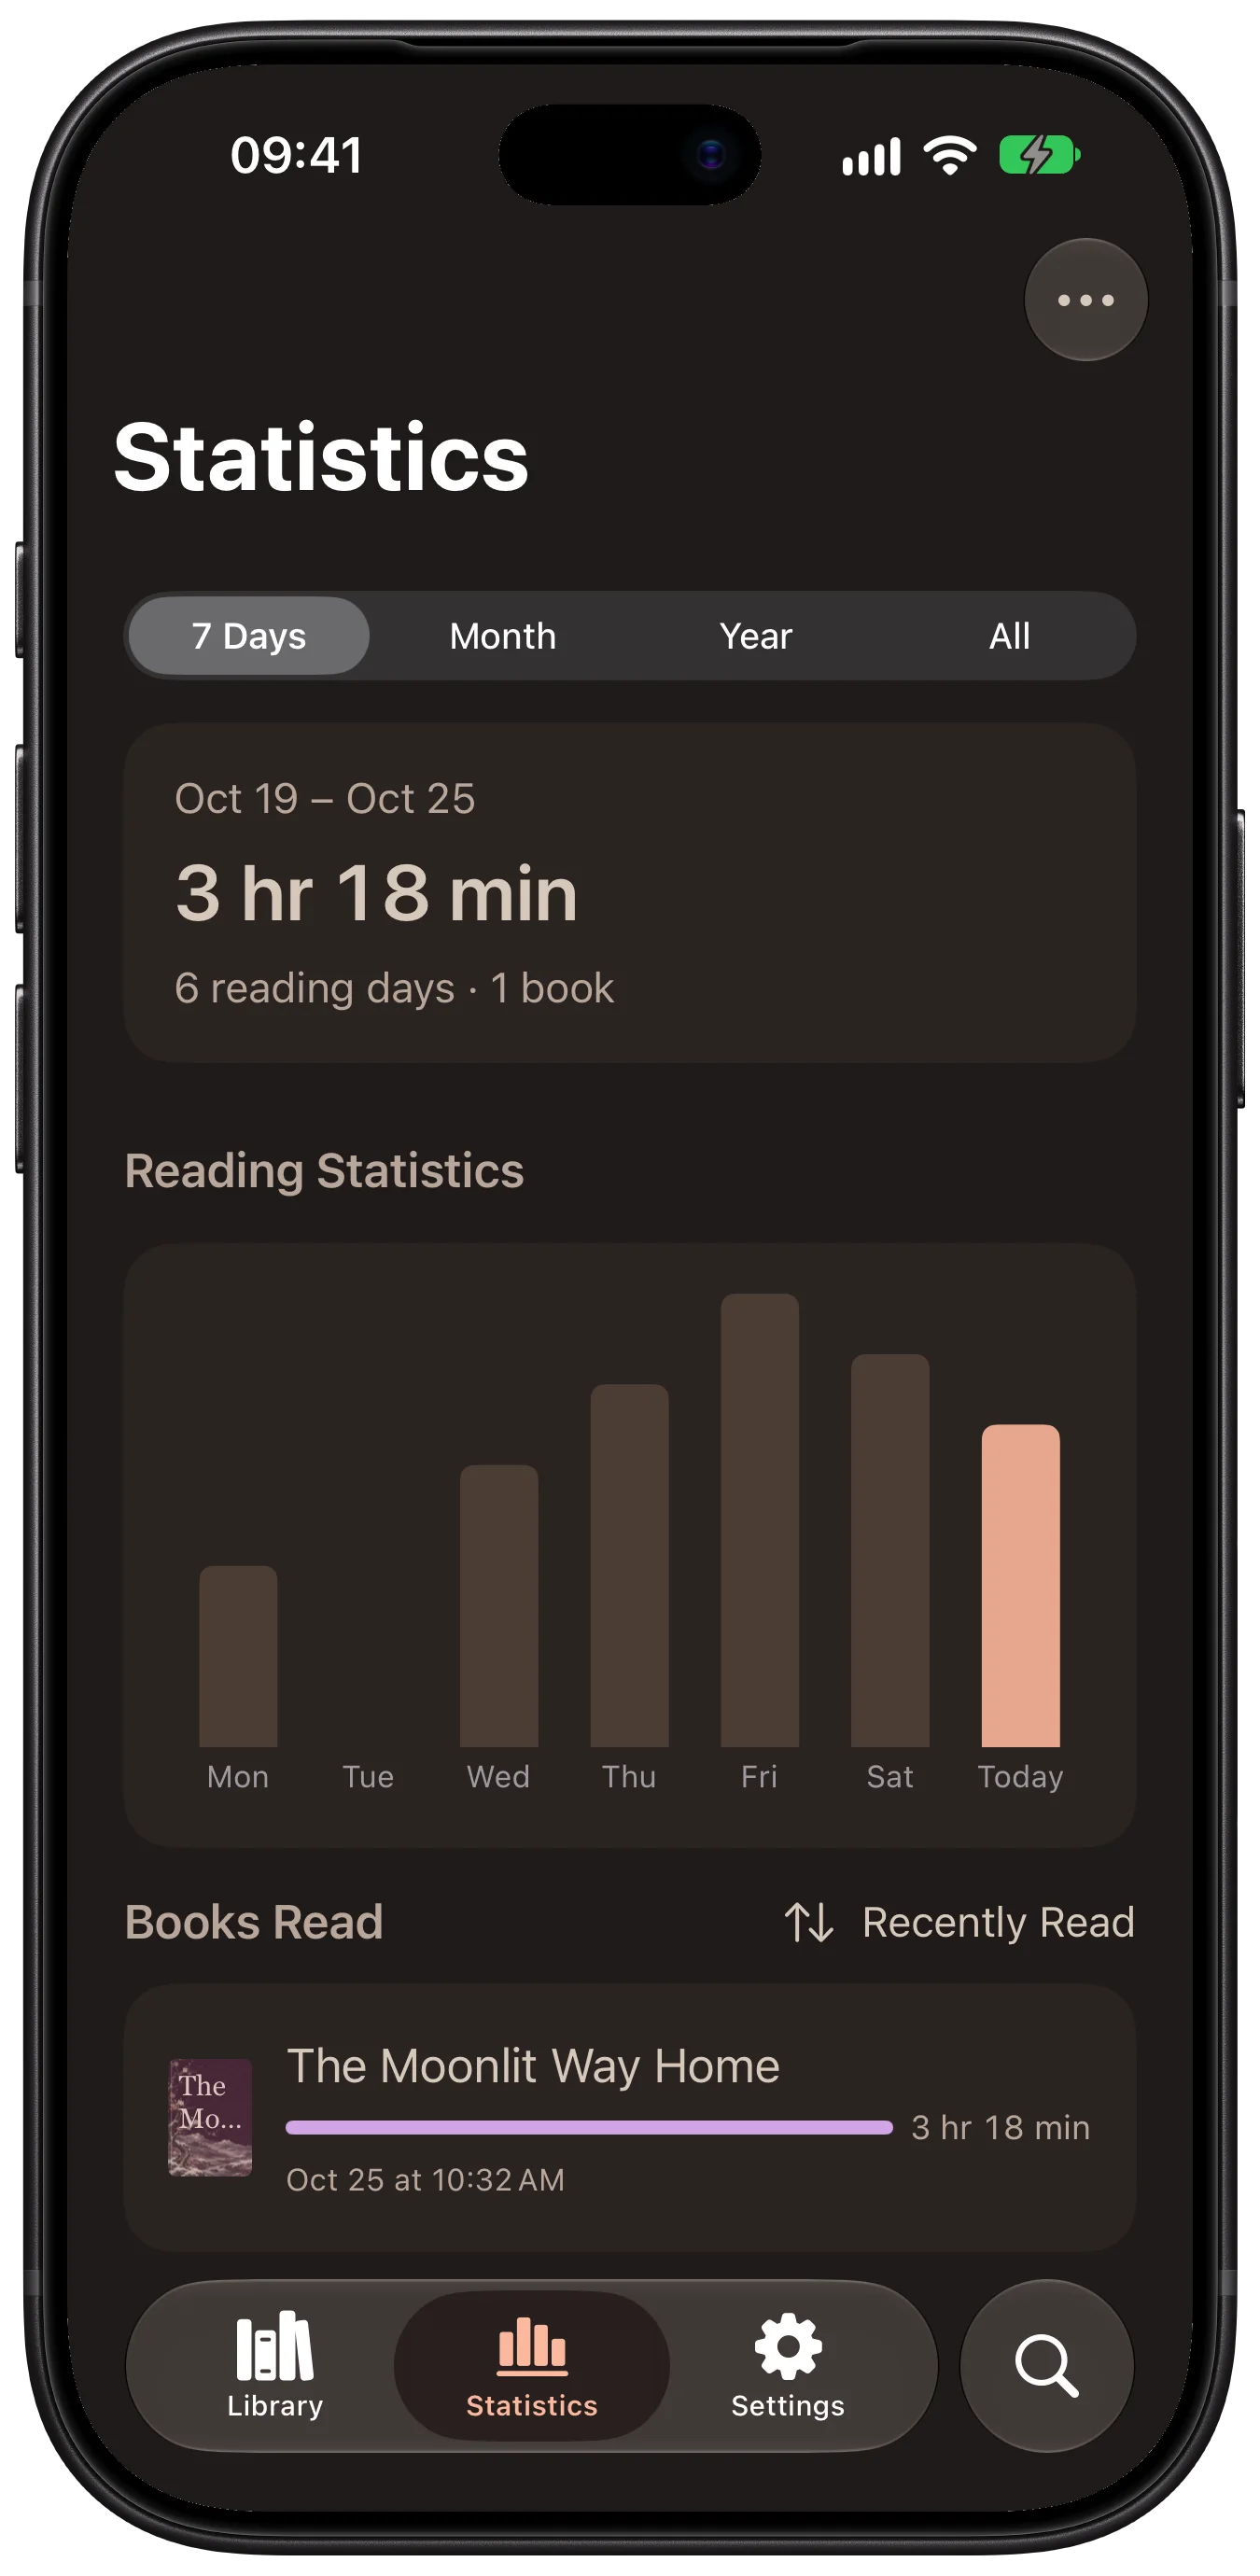 09:41
Statistics
7 Days Month Year All
Oct 19 – Oct 25
3 hr 18 min
6 reading days · 1 book
Reading Statistics
Mon Tue Wed Thu Fri Sat Today
Books Read Recently Read
The
Mo...
The Moonlit Way Home
3 hr 18 min
Oct 25 at 10:32 AM
Library Statistics Settings